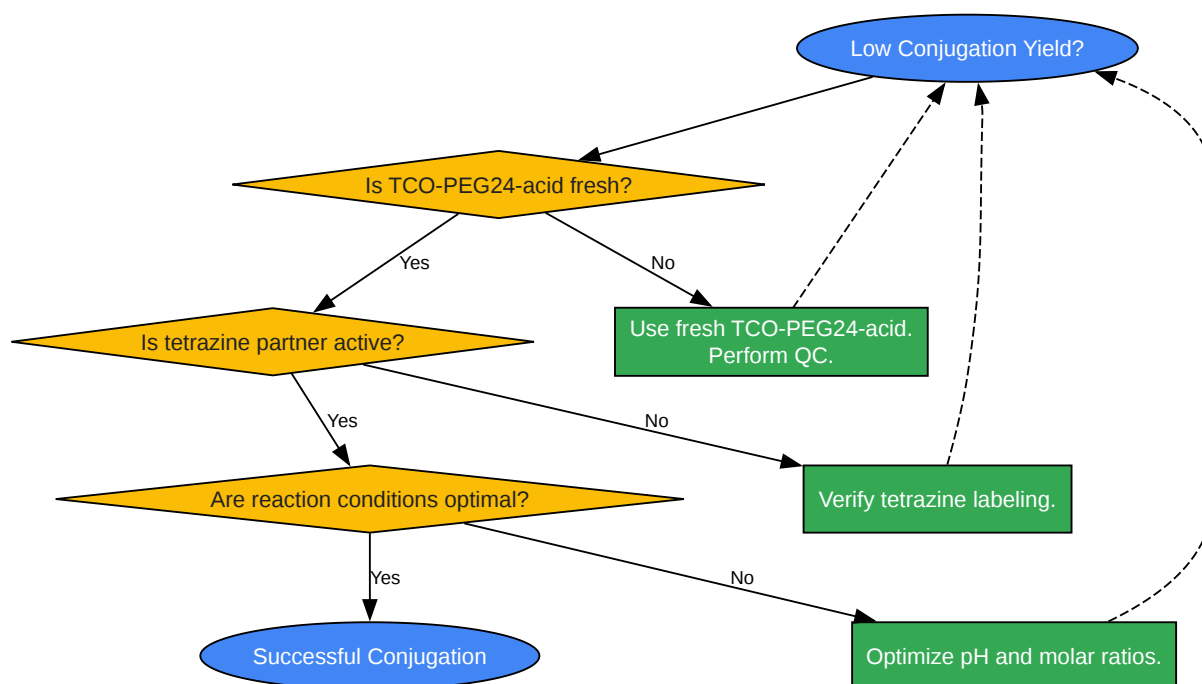 Low Conjugation Yield?
Is TCO-PEG24-acid fresh?
Yes
No
Use fresh TCO-PEG24-acid.
Perform QC.
Is tetrazine partner active?
Yes
No
Verify tetrazine labeling.
Are reaction conditions optimal?
Yes
No
Successful Conjugation
Optimize pH and molar ratios.